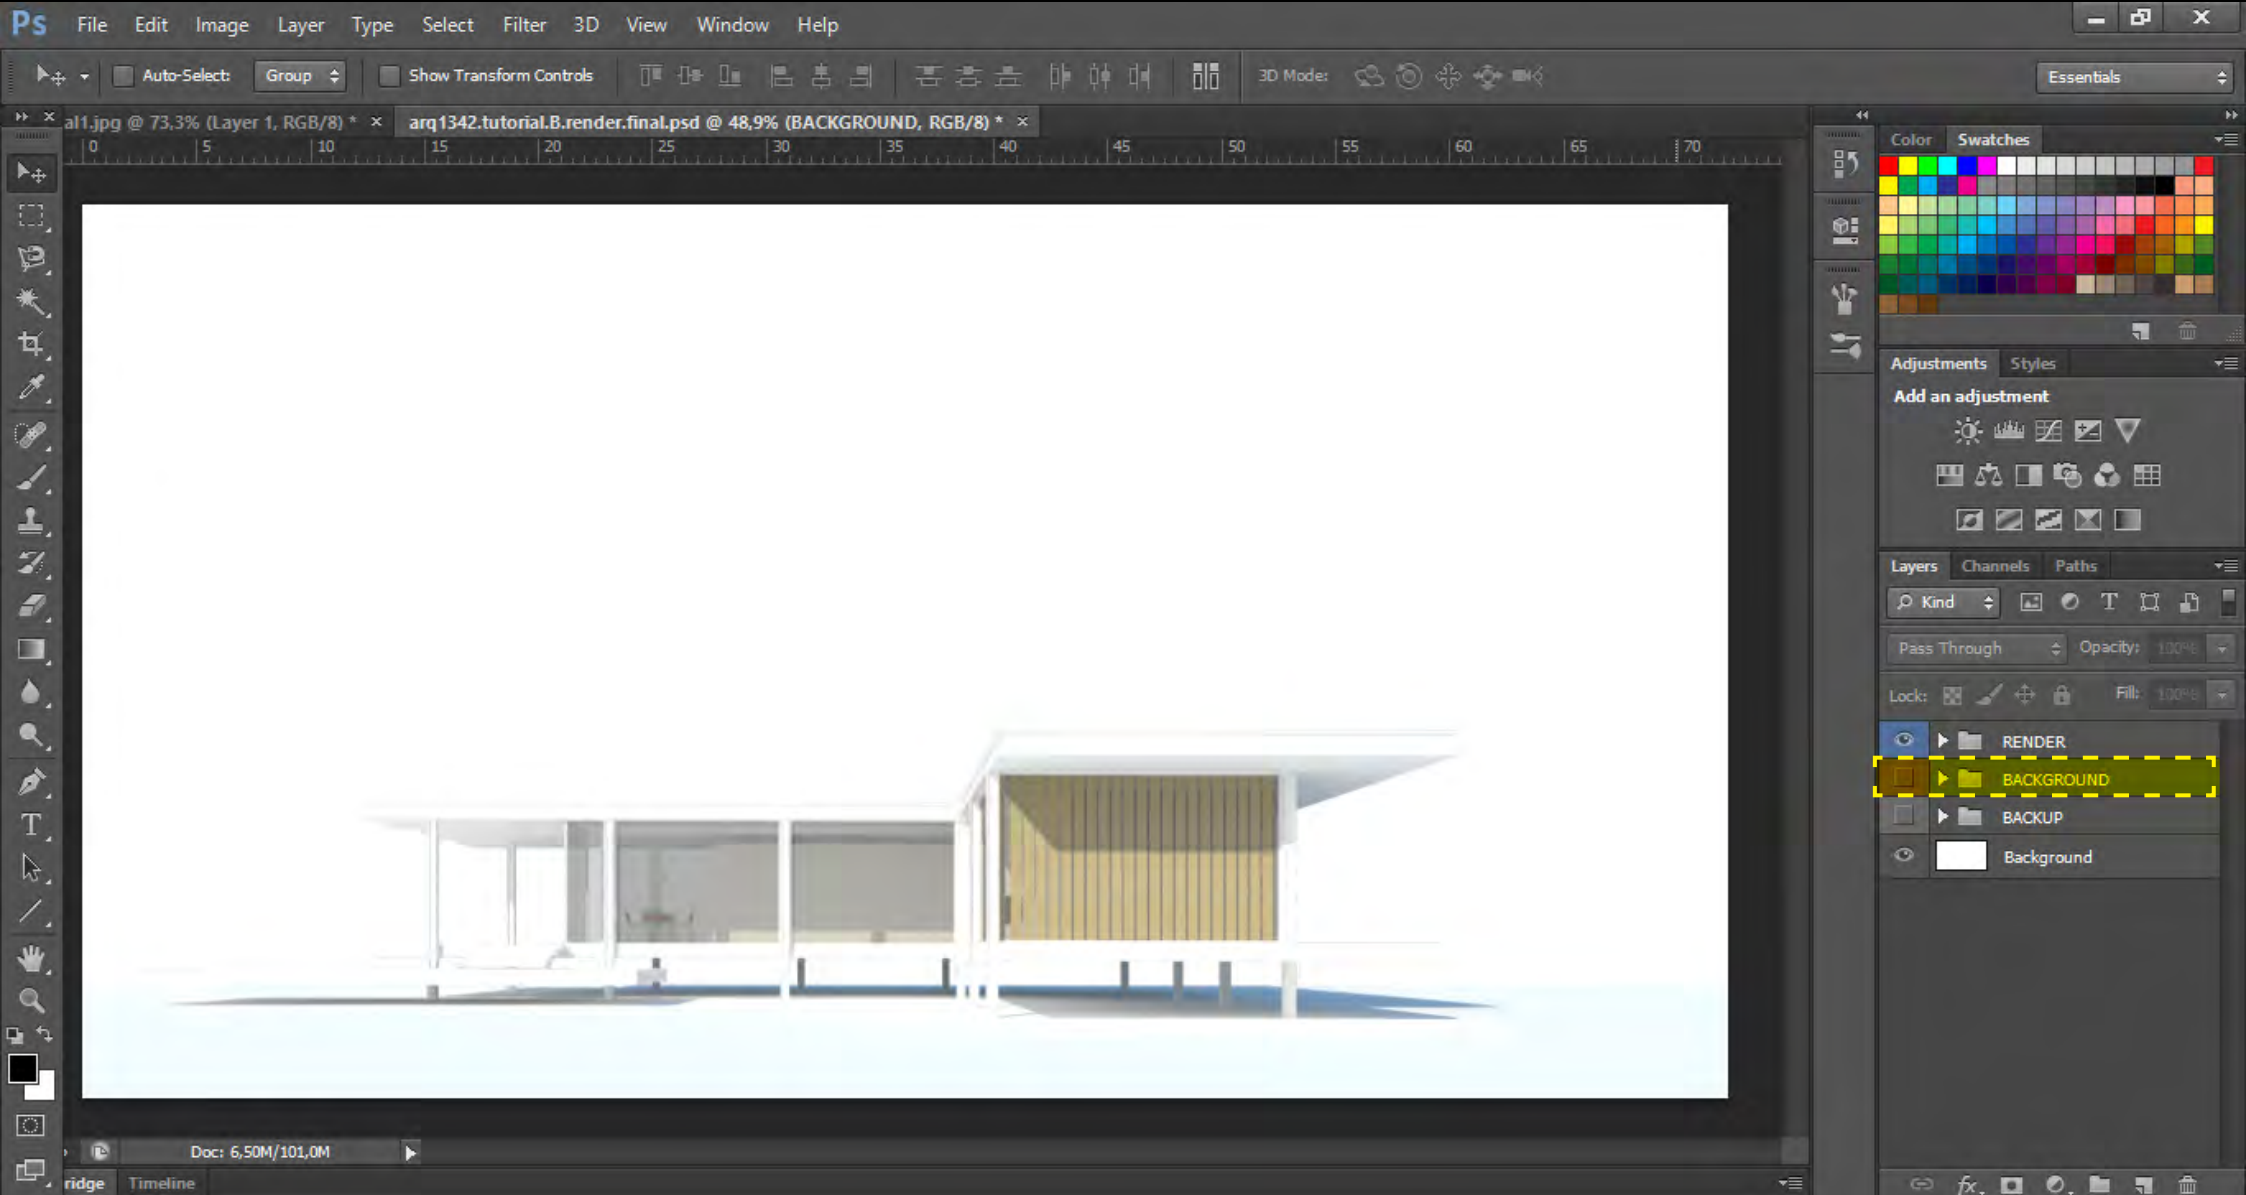 Ps File Edit Image Layer Type Select Filter 3D View Window Help
Auto-Select: Group Show Transform Controls 3D Mode: Essentials
al1.jpg @ 73,3% (Layer 1, RGB/8) * × arq1342.tutorial.B.render.final.psd @ 48,9% (BACKGROUND, RGB/8) * ×
0 5 10 15 20 25 30 35 40 45 50 55 60 65 70
Color Swatches
Adjustments Styles
Add an adjustment
Layers Channels Paths
Kind
Pass Through Opacity: 100%
Lock: Fill: 100%
RENDER
BACKGROUND
BACKUP
Background
Doc: 6,50M/101,0M
ridge Timeline